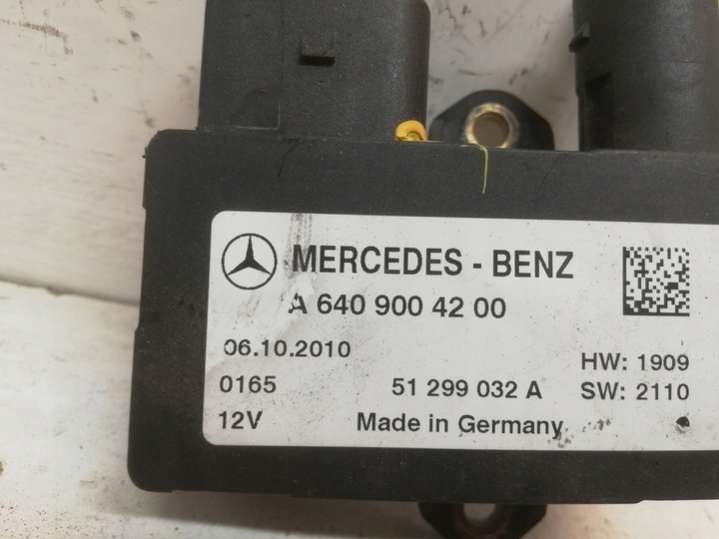 MERCEDES - BENZ
A 640 900 42 00
06.10.2010
HW: 1909
0165 51 299 032 A SW: 2110
12V Made in Germany